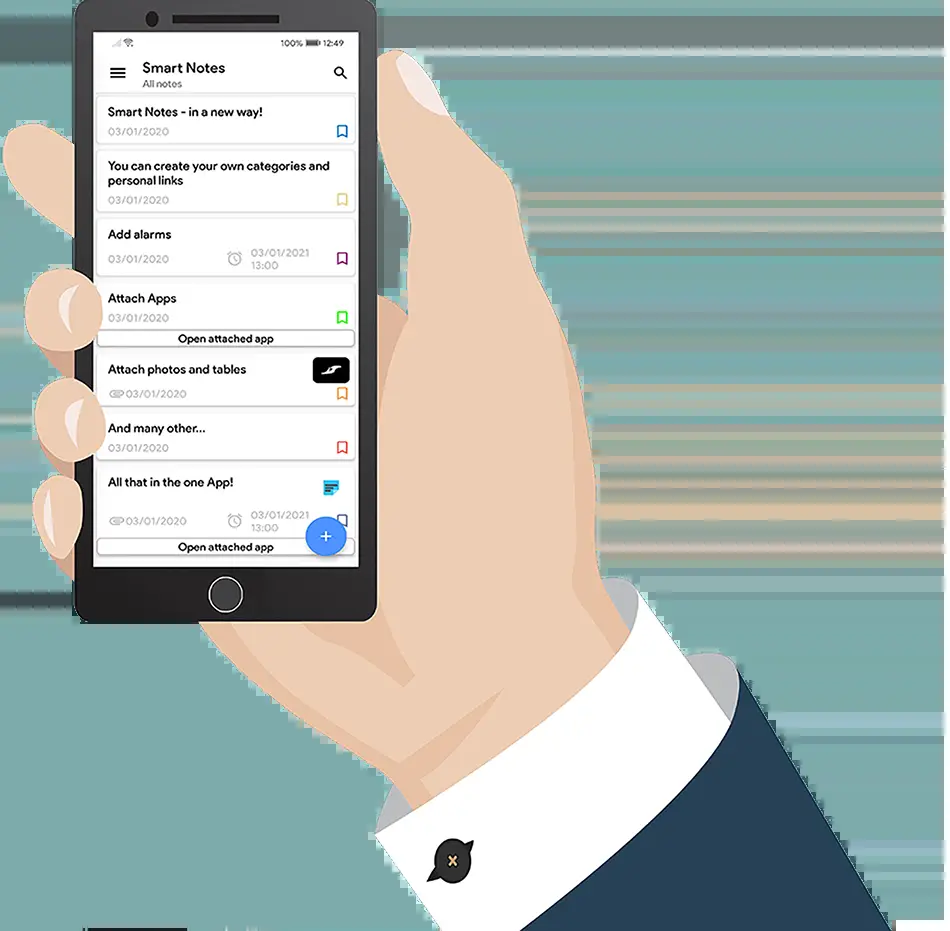 100% 12:49
Smart Notes
All notes
Smart Notes - in a new way!
03/01/2020
You can create your own categories and
personal links
03/01/2020
Add alarms
03/01/2020 03/01/2021
13:00
Attach Apps
03/01/2020
Open attached app
Attach photos and tables
03/01/2020
And many other...
03/01/2020
All that in the one App!
03/01/2020 03/01/2021
13:00
+
Open attached app